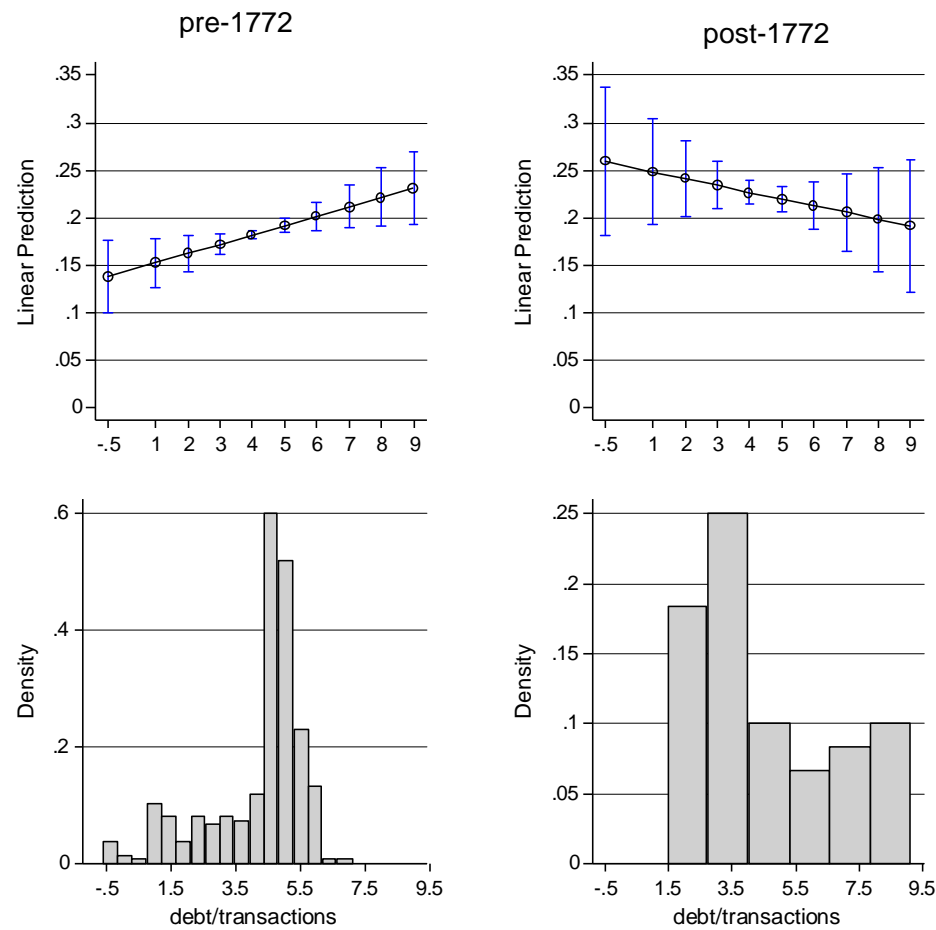 pre-1772
Linear Prediction
.35
.3
.25
.2
.15
.1
.05
0
-.5 1 2 3 4 5 6 7 8 9
post-1772
Linear Prediction
.35
.3
.25
.2
.15
.1
.05
0
-.5 1 2 3 4 5 6 7 8 9
Density
.6
.4
.2
0
-.5 1.5 3.5 5.5 7.5 9.5
debt/transactions
Density
.25
.2
.15
.1
.05
0
-.5 1.5 3.5 5.5 7.5 9.5
debt/transactions